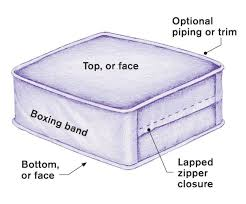 Optional
piping or trim
Top, or face
Boxing band
Bottom,
or face
Lapped
zipper
closure